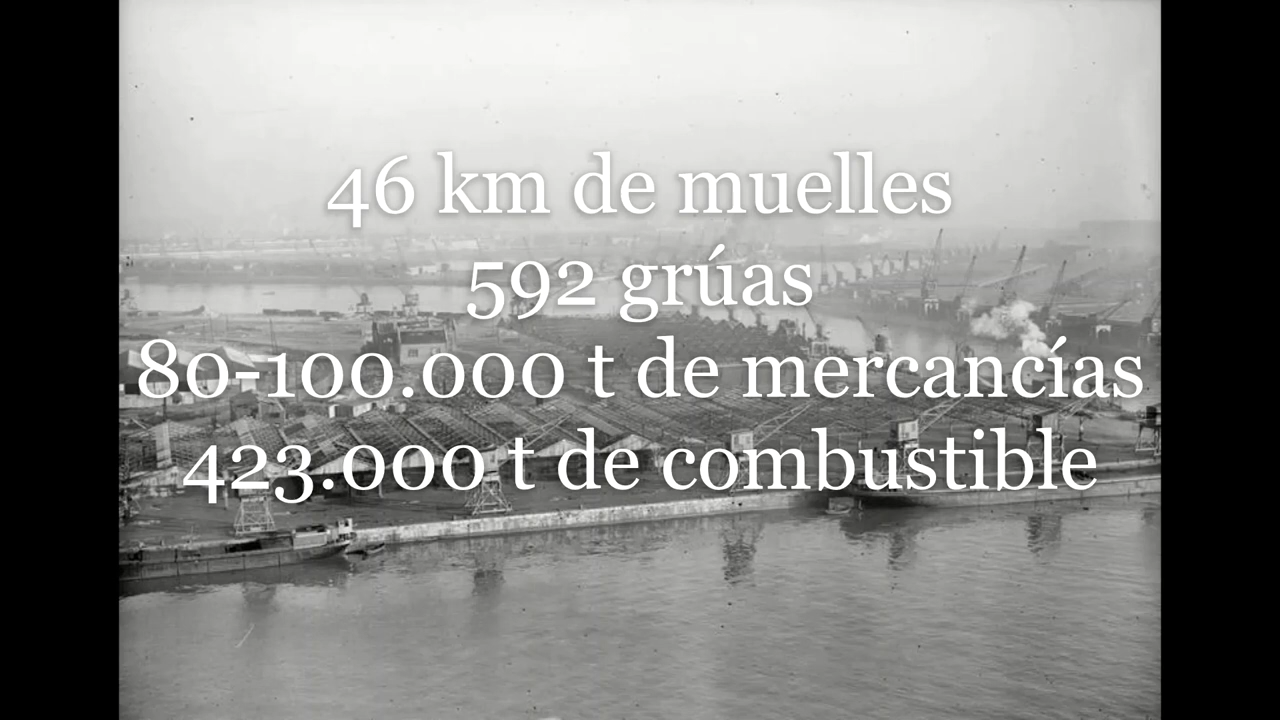 46 km de muelles
592 grúas
80-100.000 t de mercancías
423.000 t de combustible